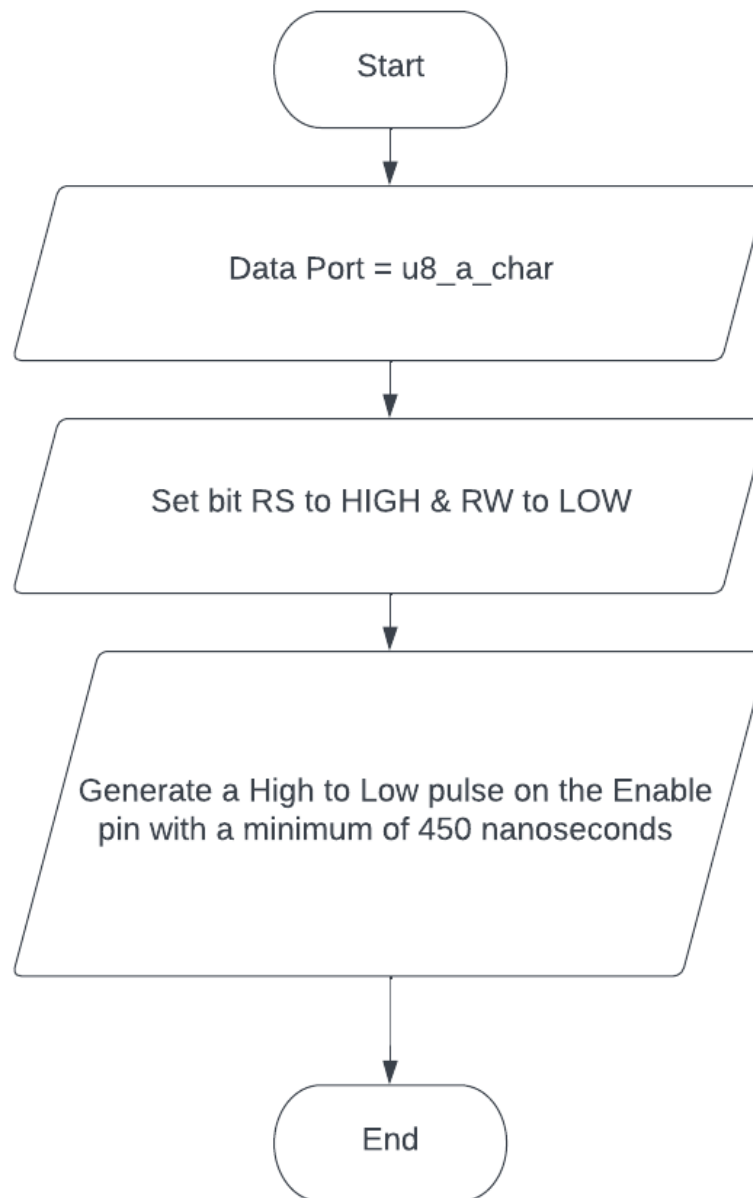 Start
Data Port = u8_a_char
Set bit RS to HIGH & RW to LOW
Generate a High to Low pulse on the Enable
pin with a minimum of 450 nanoseconds
End